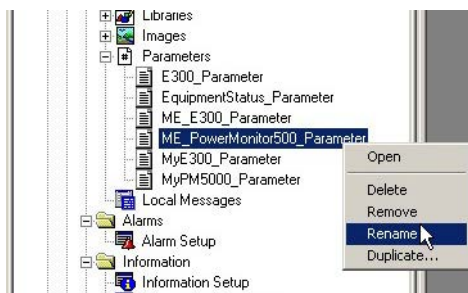 Libraries
Images
Parameters
E300_Parameter
EquipmentStatus_Parameter
ME_E300_Parameter
ME_PowerMonitor500_Parameter
MyE300_Parameter
MyPM5000_Parameter
Local Messages
Alarms
Alarm Setup
Information
Information Setup
Open
Delete
Remove
Rename
Duplicate...